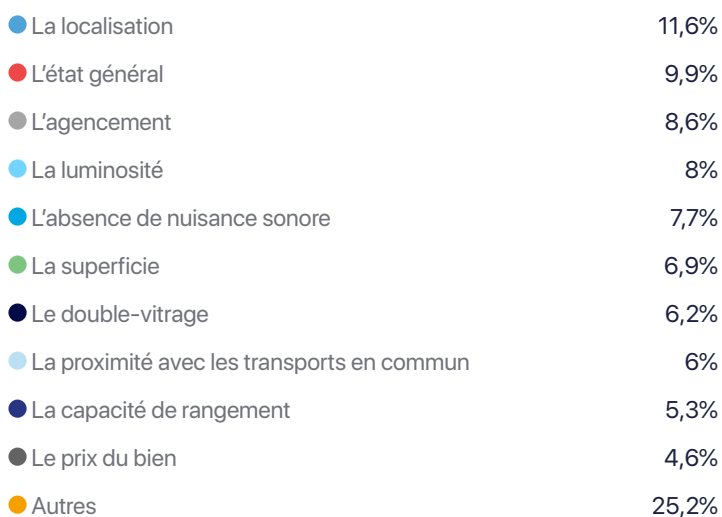 La localisation 11,6%
L’état général 9,9%
L’agencement 8,6%
La luminosité 8%
L’absence de nuisance sonore 7,7%
La superficie 6,9%
Le double-vitrage 6,2%
La proximité avec les transports en commun 6%
La capacité de rangement 5,3%
Le prix du bien 4,6%
Autres 25,2%